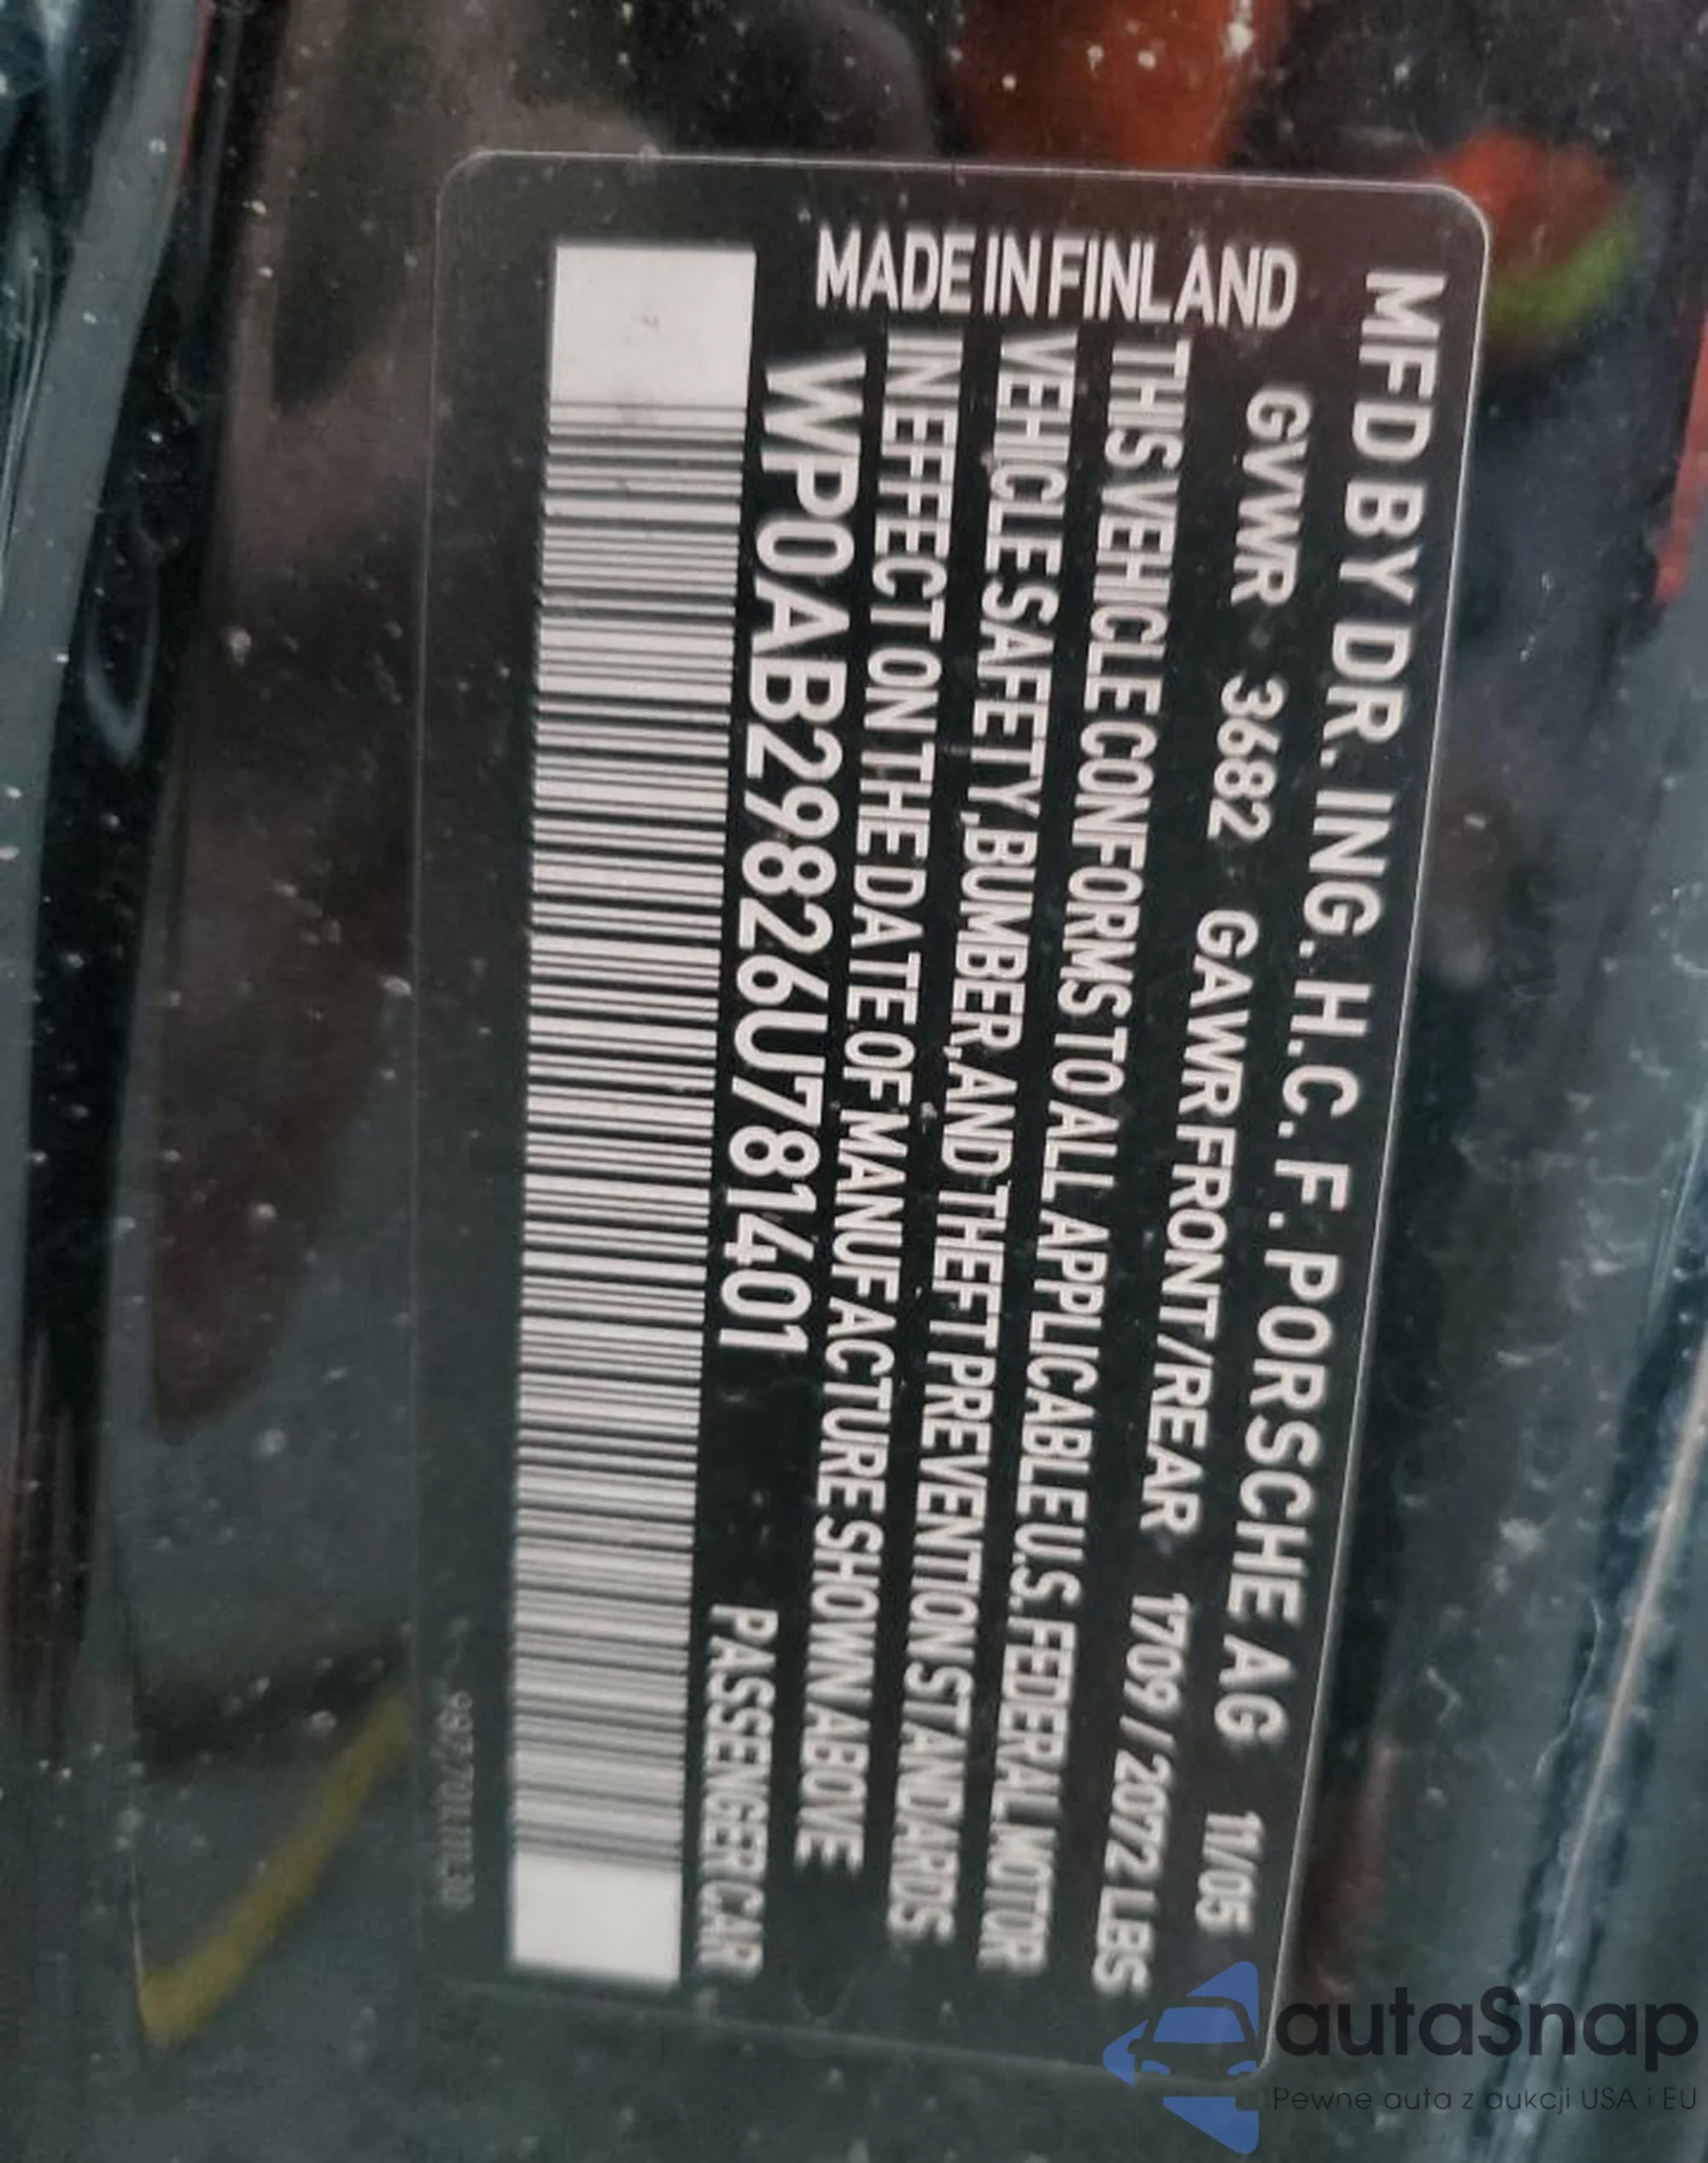 MFD BY DR. ING. H.C. F. PORSCHE AG 11/05
GVWR 3682 GAWR FRONT/REAR 1709 / 2072 LBS
MADE IN FINLAND
THIS VEHICLE CONFORMS TO ALL APPLICABLE U.S. FEDERAL MOTOR
VEHICLE SAFETY, BUMBER, AND THEFT PREVENTION STANDARDS
IN EFFECT ON THE DATE OF MANUFACTURE SHOWN ABOVE
WP0AB29826U781401 PASSENGER CAR
autaSnap
Pewne auta z aukcji USA i EU